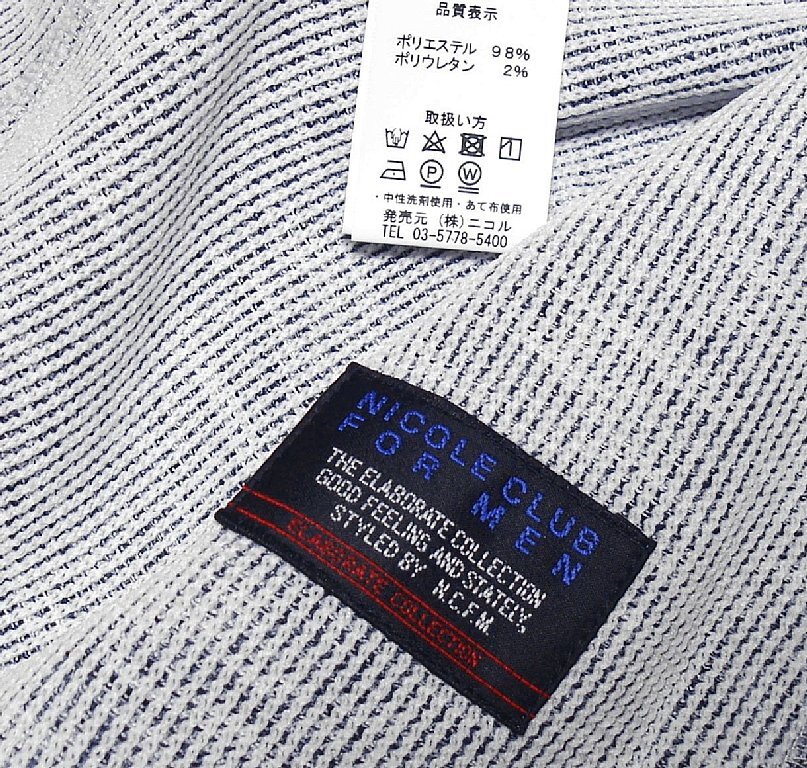 品質表示
ポリエステル 98%
ポリウレタン 2%
取扱い方
P W
・中性洗剤使用・あて布使用
発売元 (株)ニコル
TEL 03-5778-5400
NICOLE CLUB
FOR MEN
THE ELABORATE COLLECTION
GOOD FEELING AND STATELY,
STYLED BY N.C.F.M.
ELABORATE COLLECTION